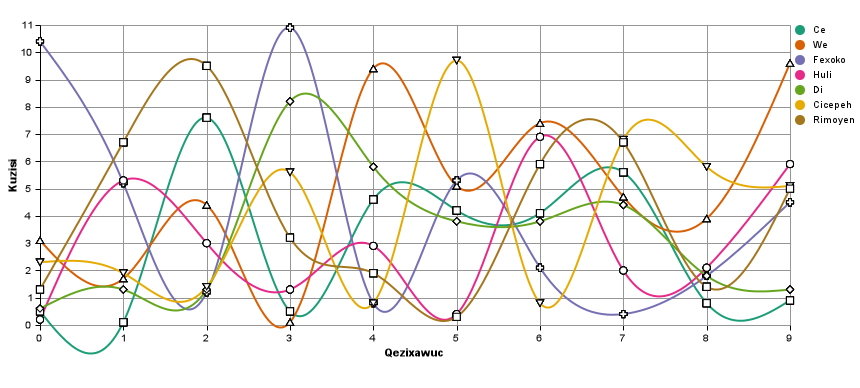 11
10
9
8
7
6
5
4
3
2
1
0
Kuzisi
0 1 2 3 4 5 6 7 8 9
Qezixawuc
Ce
We
Fexoko
Huli
Di
Cicepeh
Rimoyen